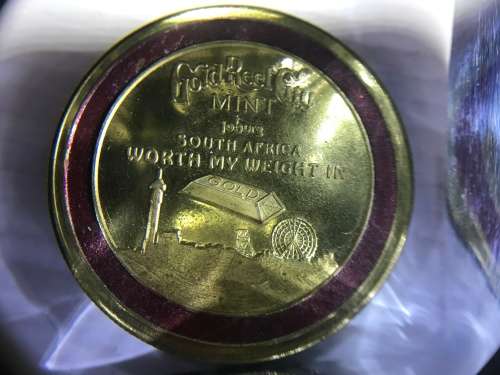 Gold Reef City
MINT
Joburg
SOUTH AFRICA
WORTH MY WEIGHT IN
GOLD